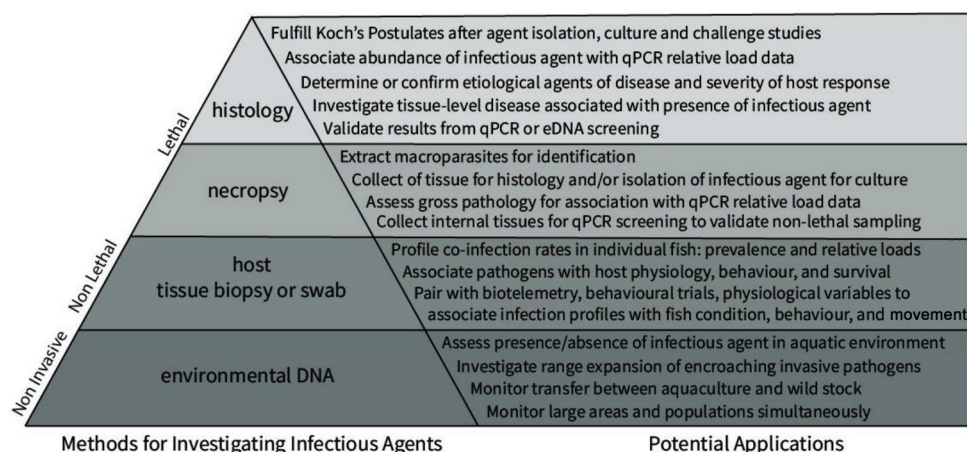 Fulfill Koch's Postulates after agent isolation, culture and challenge studies
Associate abundance of infectious agent with qPCR relative load data
Determine or confirm etiological agents of disease and severity of host response
Investigate tissue-level disease associated with presence of infectious agent
Validate results from qPCR or eDNA screening
histology
Lethal
Extract macroparasites for identification
Collect of tissue for histology and/or isolation of infectious agent for culture
Assess gross pathology for association with qPCR relative load data
Collect internal tissues for qPCR screening to validate non-lethal sampling
necropsy
Profile co-infection rates in individual fish: prevalence and relative loads
Associate pathogens with host physiology, behaviour, and survival
Pair with biotelemetry, behavioural trials, physiological variables to
associate infection profiles with fish condition, behaviour, and movement
host
tissue biopsy or swab
Non Lethal
Assess presence/absence of infectious agent in aquatic environment
Investigate range expansion of encroaching invasive pathogens
Monitor transfer between aquaculture and wild stock
Monitor large areas and populations simultaneously
environmental DNA
Non Invasive
Methods for Investigating Infectious Agents
Potential Applications